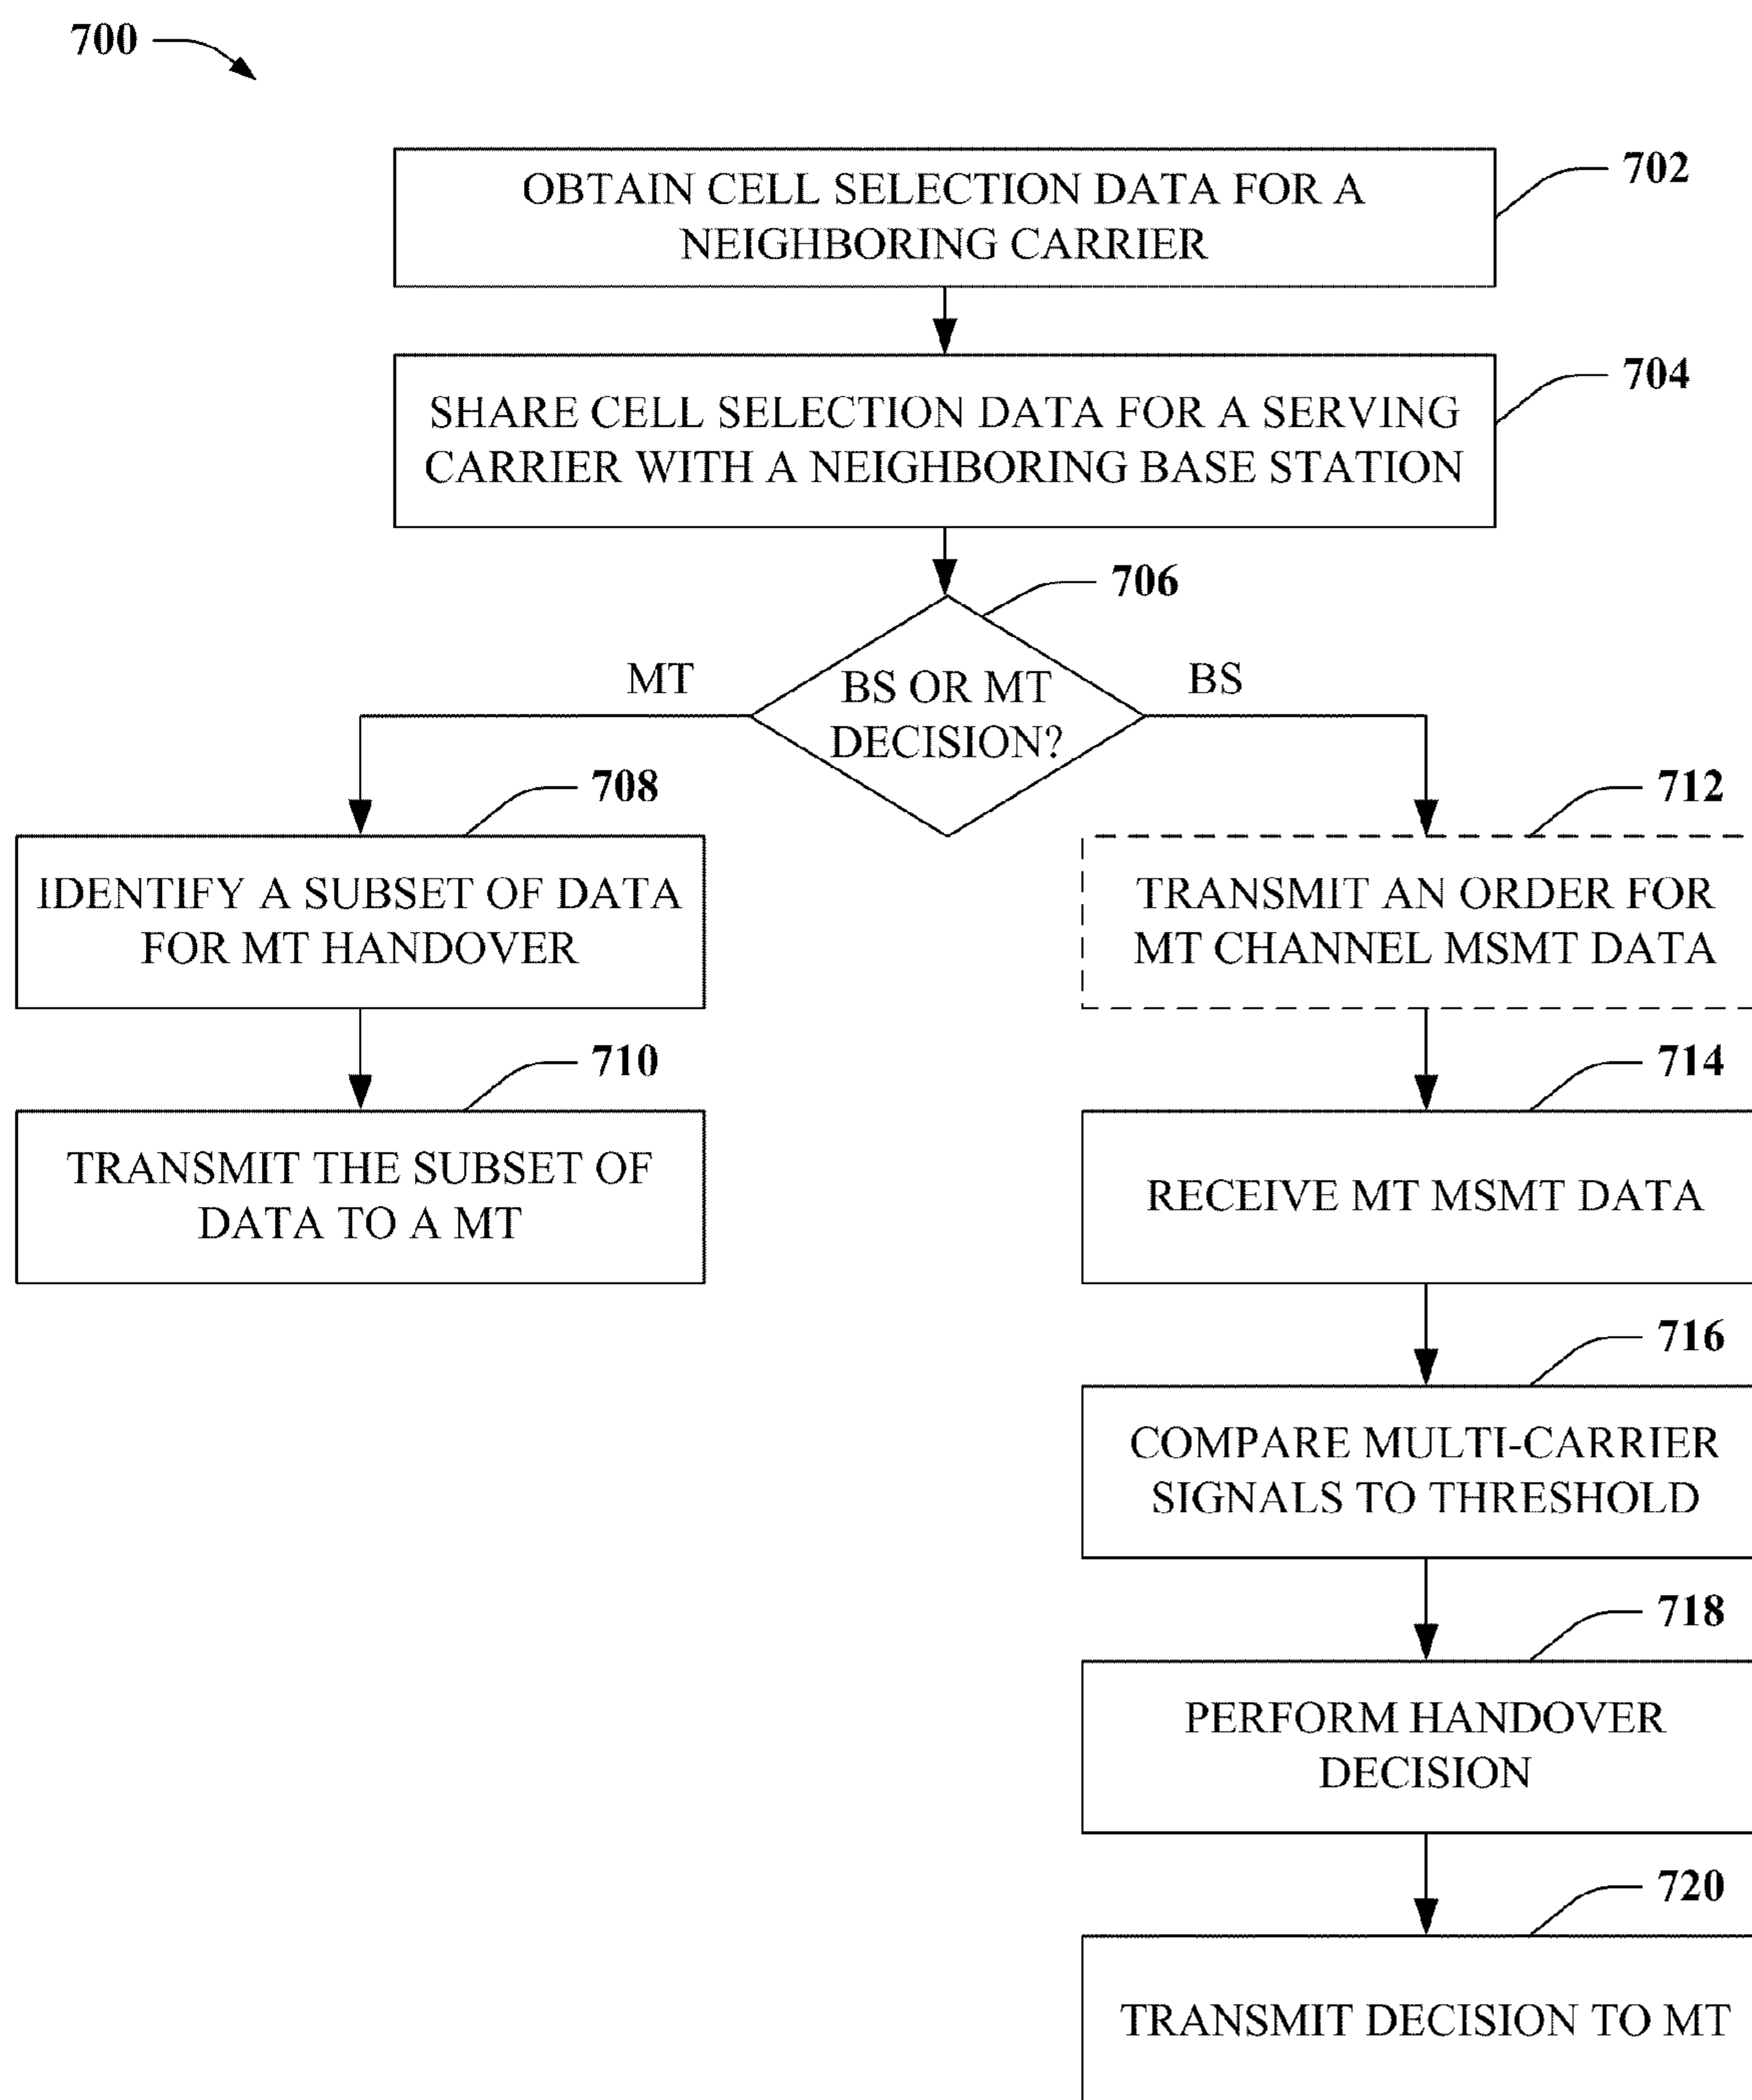 700
OBTAIN CELL SELECTION DATA FOR A
NEIGHBORING CARRIER
702
SHARE CELL SELECTION DATA FOR A SERVING
CARRIER WITH A NEIGHBORING BASE STATION
704
706
BS OR MT
DECISION?
MT
BS
708
IDENTIFY A SUBSET OF DATA
FOR MT HANDOVER
710
TRANSMIT THE SUBSET OF
DATA TO A MT
712
TRANSMIT AN ORDER FOR
MT CHANNEL MSMT DATA
714
RECEIVE MT MSMT DATA
716
COMPARE MULTI-CARRIER
SIGNALS TO THRESHOLD
718
PERFORM HANDOVER
DECISION
720
TRANSMIT DECISION TO MT